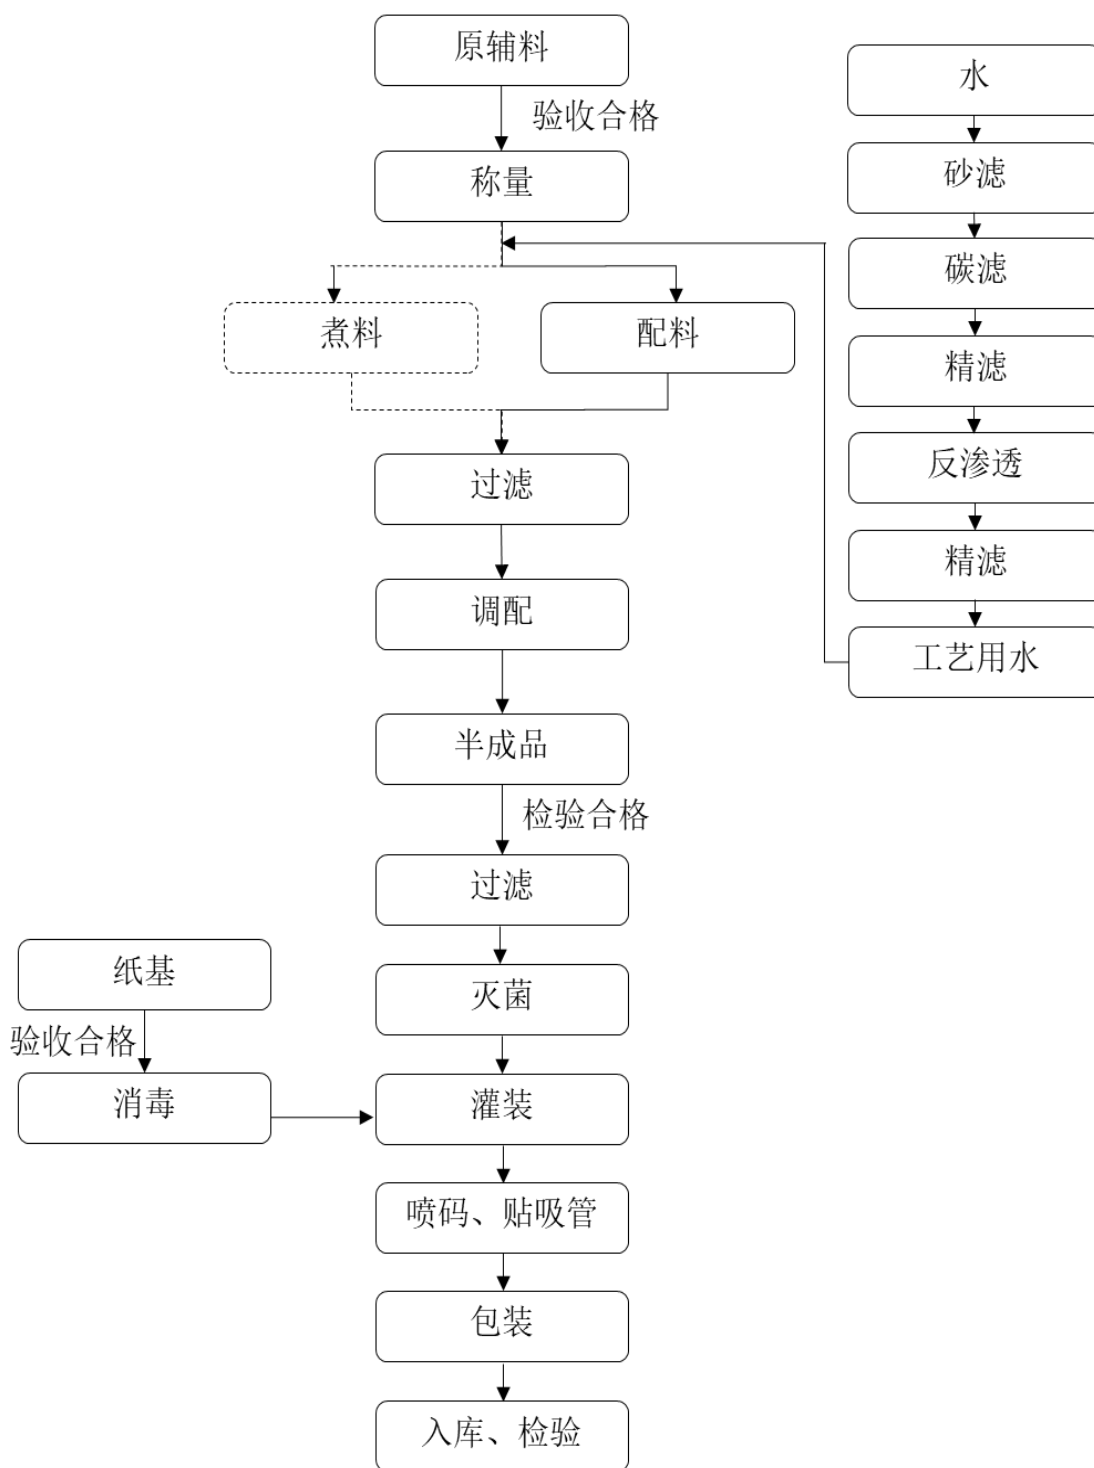 原辅料
验收合格
称量
煮料
配料
过滤
调配
半成品
检验合格
过滤
灭菌
灌装
喷码、贴吸管
包装
入库、检验
水
砂滤
碳滤
精滤
反渗透
精滤
工艺用水
纸基
验收合格
消毒